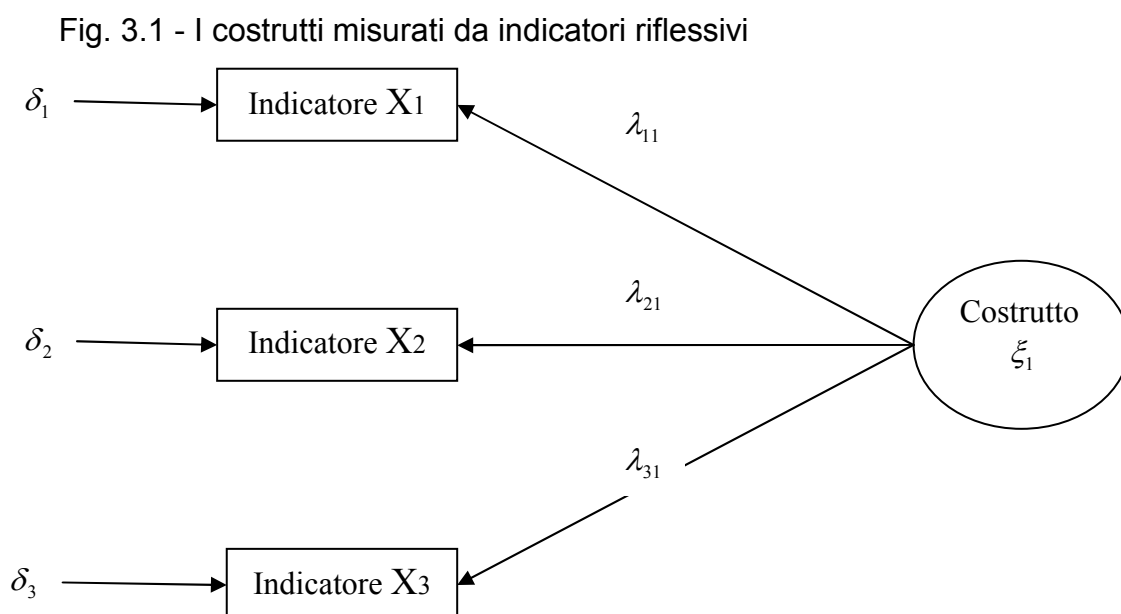 Fig. 3.1 - I costrutti misurati da indicatori riflessivi
δ₁
Indicatore X1
λ₁₁
δ₂
Indicatore X2
λ₂₁
Costrutto
ξ₁
λ₃₁
δ₃
Indicatore X3